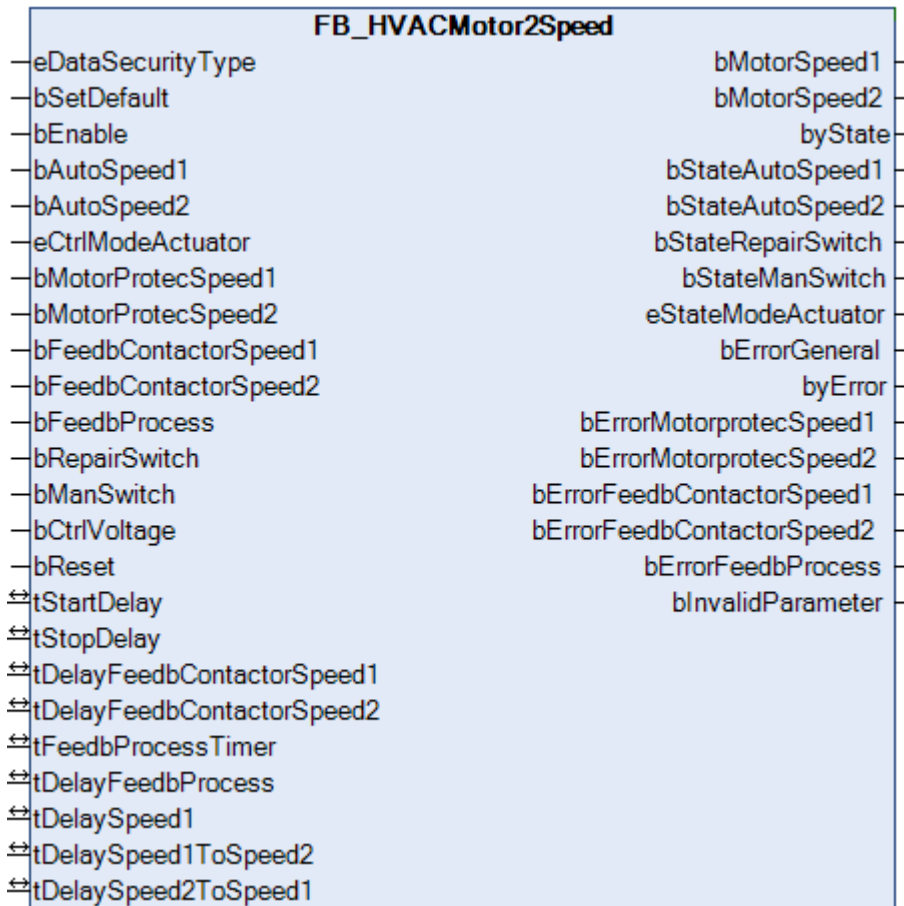 FB_HVACMotor2Speed
eDataSecurityType bMotorSpeed1
bSetDefault bMotorSpeed2
bEnable byState
bAutoSpeed1 bStateAutoSpeed1
bAutoSpeed2 bStateAutoSpeed2
eCtrlModeActuator bStateRepairSwitch
bMotorProtecSpeed1 bStateManSwitch
bMotorProtecSpeed2 eStateModeActuator
bFeedbContactorSpeed1 bErrorGeneral
bFeedbContactorSpeed2 byError
bFeedbProcess bErrorMotorprotecSpeed1
bRepairSwitch bErrorMotorprotecSpeed2
bManSwitch bErrorFeedbContactorSpeed1
bCtrlVoltage bErrorFeedbContactorSpeed2
bReset bErrorFeedbProcess
tStartDelay bInvalidParameter
tStopDelay
tDelayFeedbContactorSpeed1
tDelayFeedbContactorSpeed2
tFeedbProcessTimer
tDelayFeedbProcess
tDelaySpeed1
tDelaySpeed1ToSpeed2
tDelaySpeed2ToSpeed1